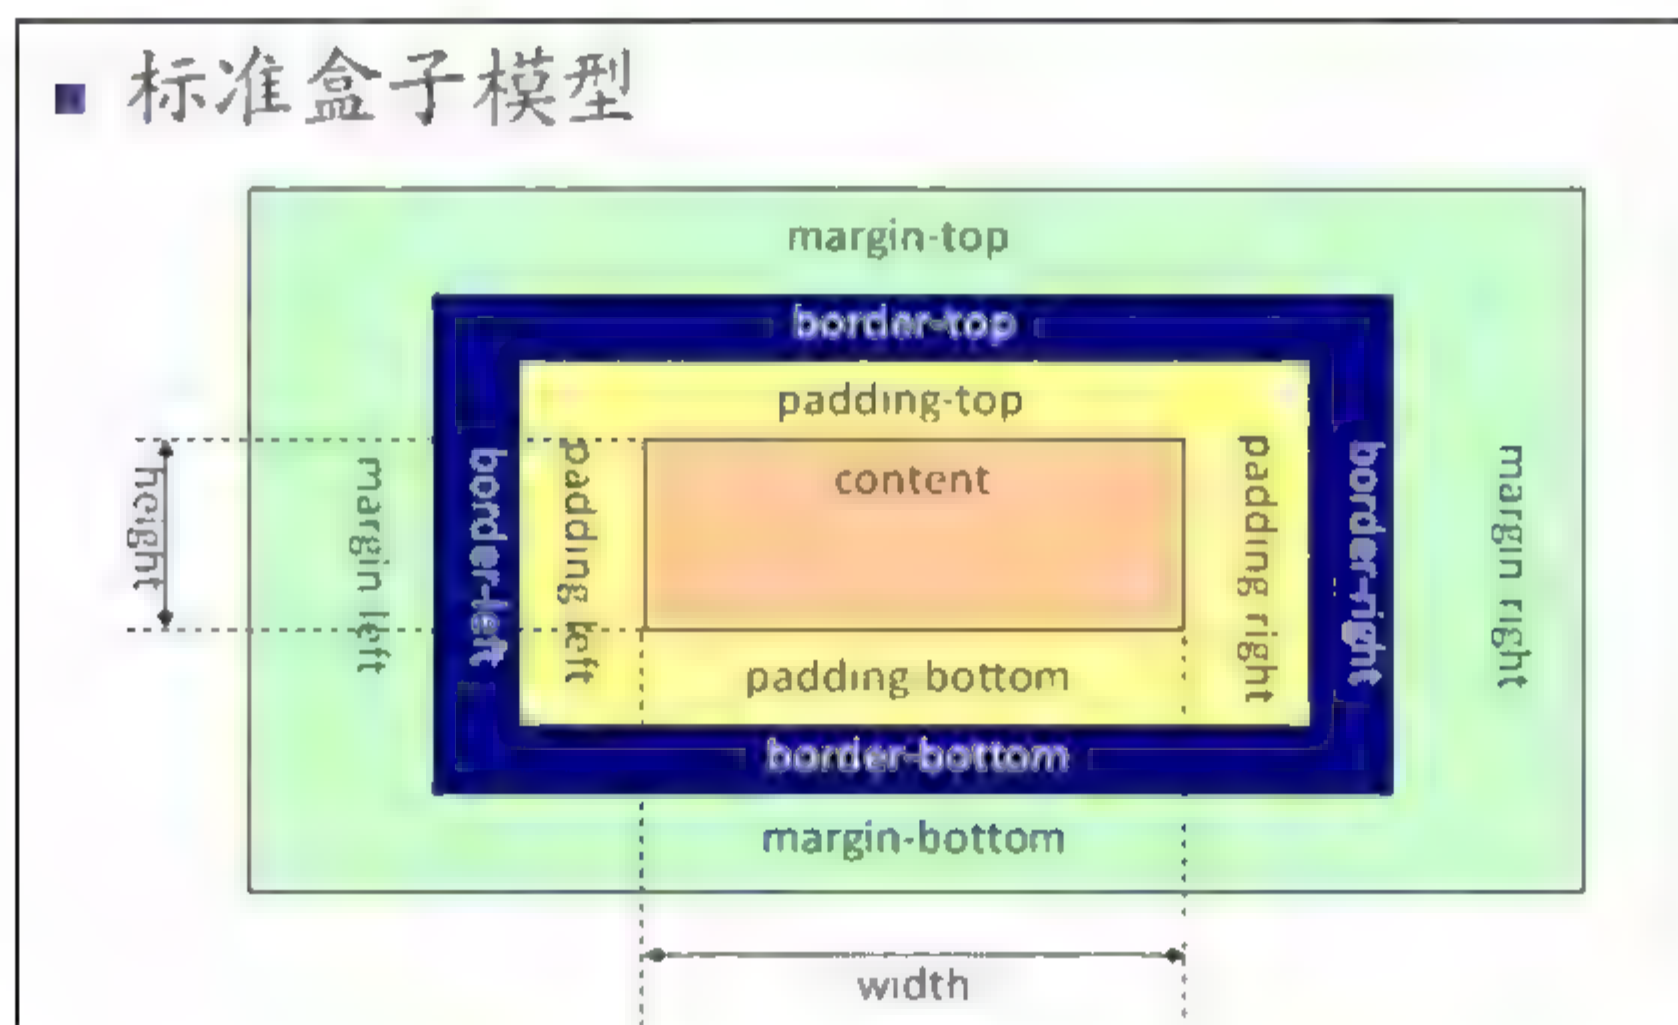 标准盒子模型
margin-top
border-top
padding-top
content
height
margin left
border-left
padding left
padding right
border-right
margin right
padding bottom
border-bottom
margin-bottom
width